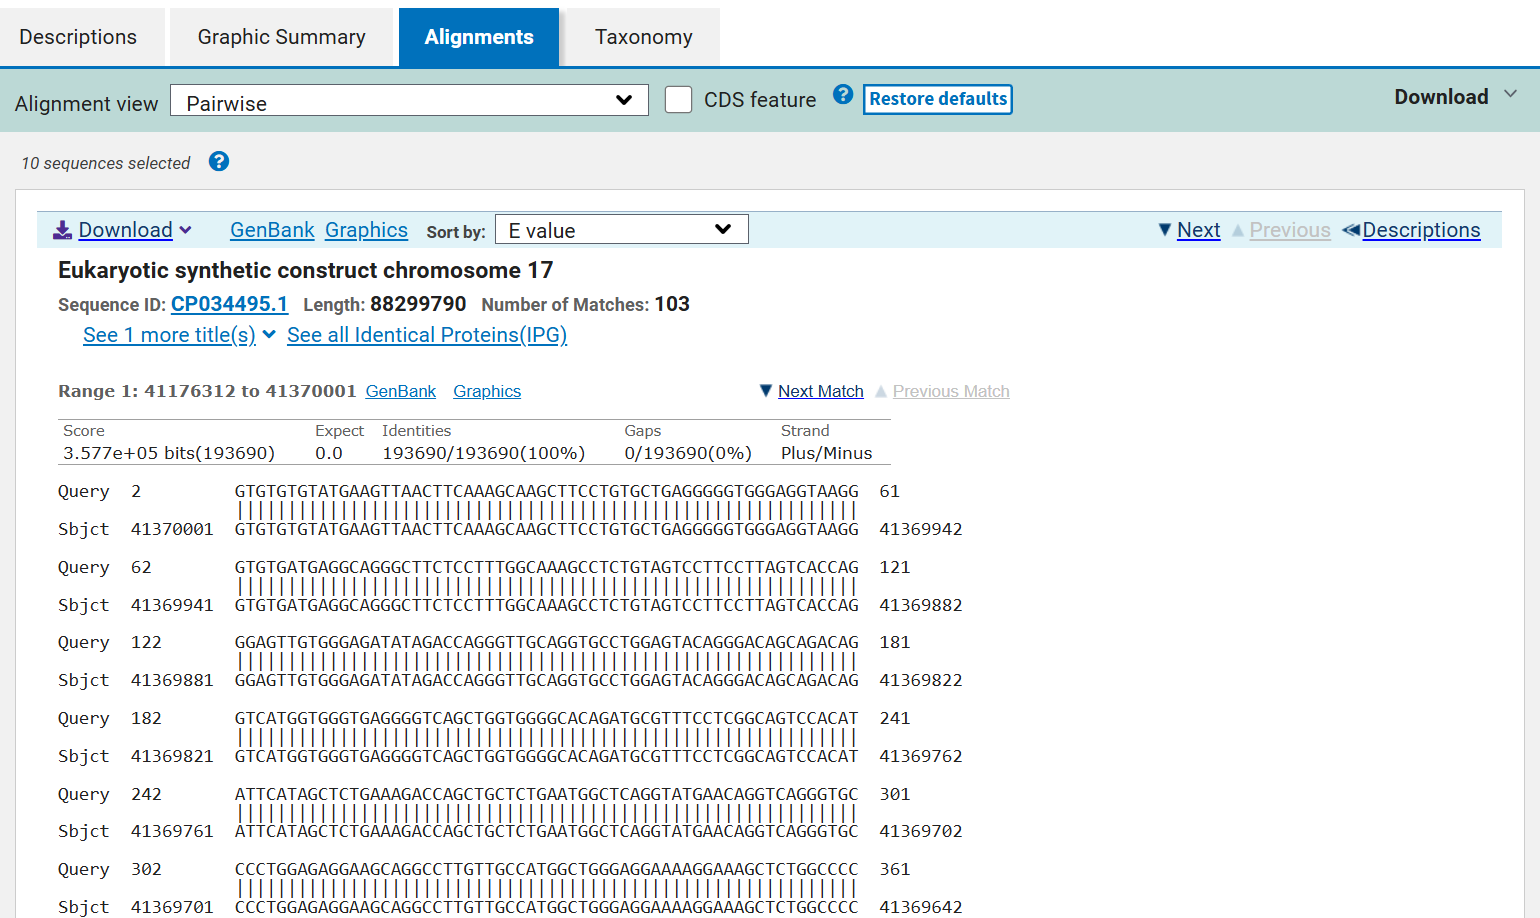 Descriptions Graphic Summary Alignments Taxonomy
Alignment view Pairwise CDS feature ? Restore defaults Download
10 sequences selected ?
Download GenBank Graphics Sort by: E value Next Previous Descriptions
Eukaryotic synthetic construct chromosome 17
Sequence ID: CP034495.1 Length: 88299790 Number of Matches: 103
See 1 more title(s) See all Identical Proteins(IPG)
Range 1: 41176312 to 41370001 GenBank Graphics Next Match Previous Match
Score Expect Identities Gaps Strand
3.577e+05 bits(193690) 0.0 193690/193690(100%) 0/193690(0%) Plus/Minus
Query 2 GTGTGTGTATGAAGTTAACTTCAAAGCAAGCTTCCTGTGCTGAGGGGGTGGGAGGTAAGG 61
||||||||||||||||||||||||||||||||||||||||||||||||||||||||||||
Sbjct 41370001 GTGTGTGTATGAAGTTAACTTCAAAGCAAGCTTCCTGTGCTGAGGGGGTGGGAGGTAAGG 41369942
Query 62 GTGTGATGAGGCAGGGCTTCTCCTTTGGCAAAGCCTCTGTAGTCCTTCCTTAGTCACCAG 121
||||||||||||||||||||||||||||||||||||||||||||||||||||||||||||
Sbjct 41369941 GTGTGATGAGGCAGGGCTTCTCCTTTGGCAAAGCCTCTGTAGTCCTTCCTTAGTCACCAG 41369882
Query 122 GGAGTTGTGGGAGATATAGACCAGGGTTGCAGGTGCCTGGAGTACAGGGACAGCAGACAG 181
||||||||||||||||||||||||||||||||||||||||||||||||||||||||||||
Sbjct 41369881 GGAGTTGTGGGAGATATAGACCAGGGTTGCAGGTGCCTGGAGTACAGGGACAGCAGACAG 41369822
Query 182 GTCATGGTGGGTGAGGGGTCAGCTGGTGGGGCACAGATGCGTTTCCTCGGCAGTCCACAT 241
||||||||||||||||||||||||||||||||||||||||||||||||||||||||||||
Sbjct 41369821 GTCATGGTGGGTGAGGGGTCAGCTGGTGGGGCACAGATGCGTTTCCTCGGCAGTCCACAT 41369762
Query 242 ATTCATAGCTCTGAAAGACCAGCTGCTCTGAATGGCTCAGGTATGAACAGGTCAGGGTGC 301
||||||||||||||||||||||||||||||||||||||||||||||||||||||||||||
Sbjct 41369761 ATTCATAGCTCTGAAAGACCAGCTGCTCTGAATGGCTCAGGTATGAACAGGTCAGGGTGC 41369702
Query 302 CCCTGGAGAGGAAGCAGGCCTTGTTGCCATGGCTGGGAGGAAAAGGAAAGCTCTGGCCCC 361
||||||||||||||||||||||||||||||||||||||||||||||||||||||||||||
Sbjct 41369701 CCCTGGAGAGGAAGCAGGCCTTGTTGCCATGGCTGGGAGGAAAAGGAAAGCTCTGGCCCC 41369642